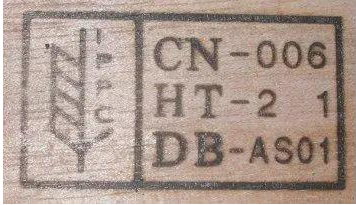 IPPC
CN-006
HT-2 1
DB-AS01